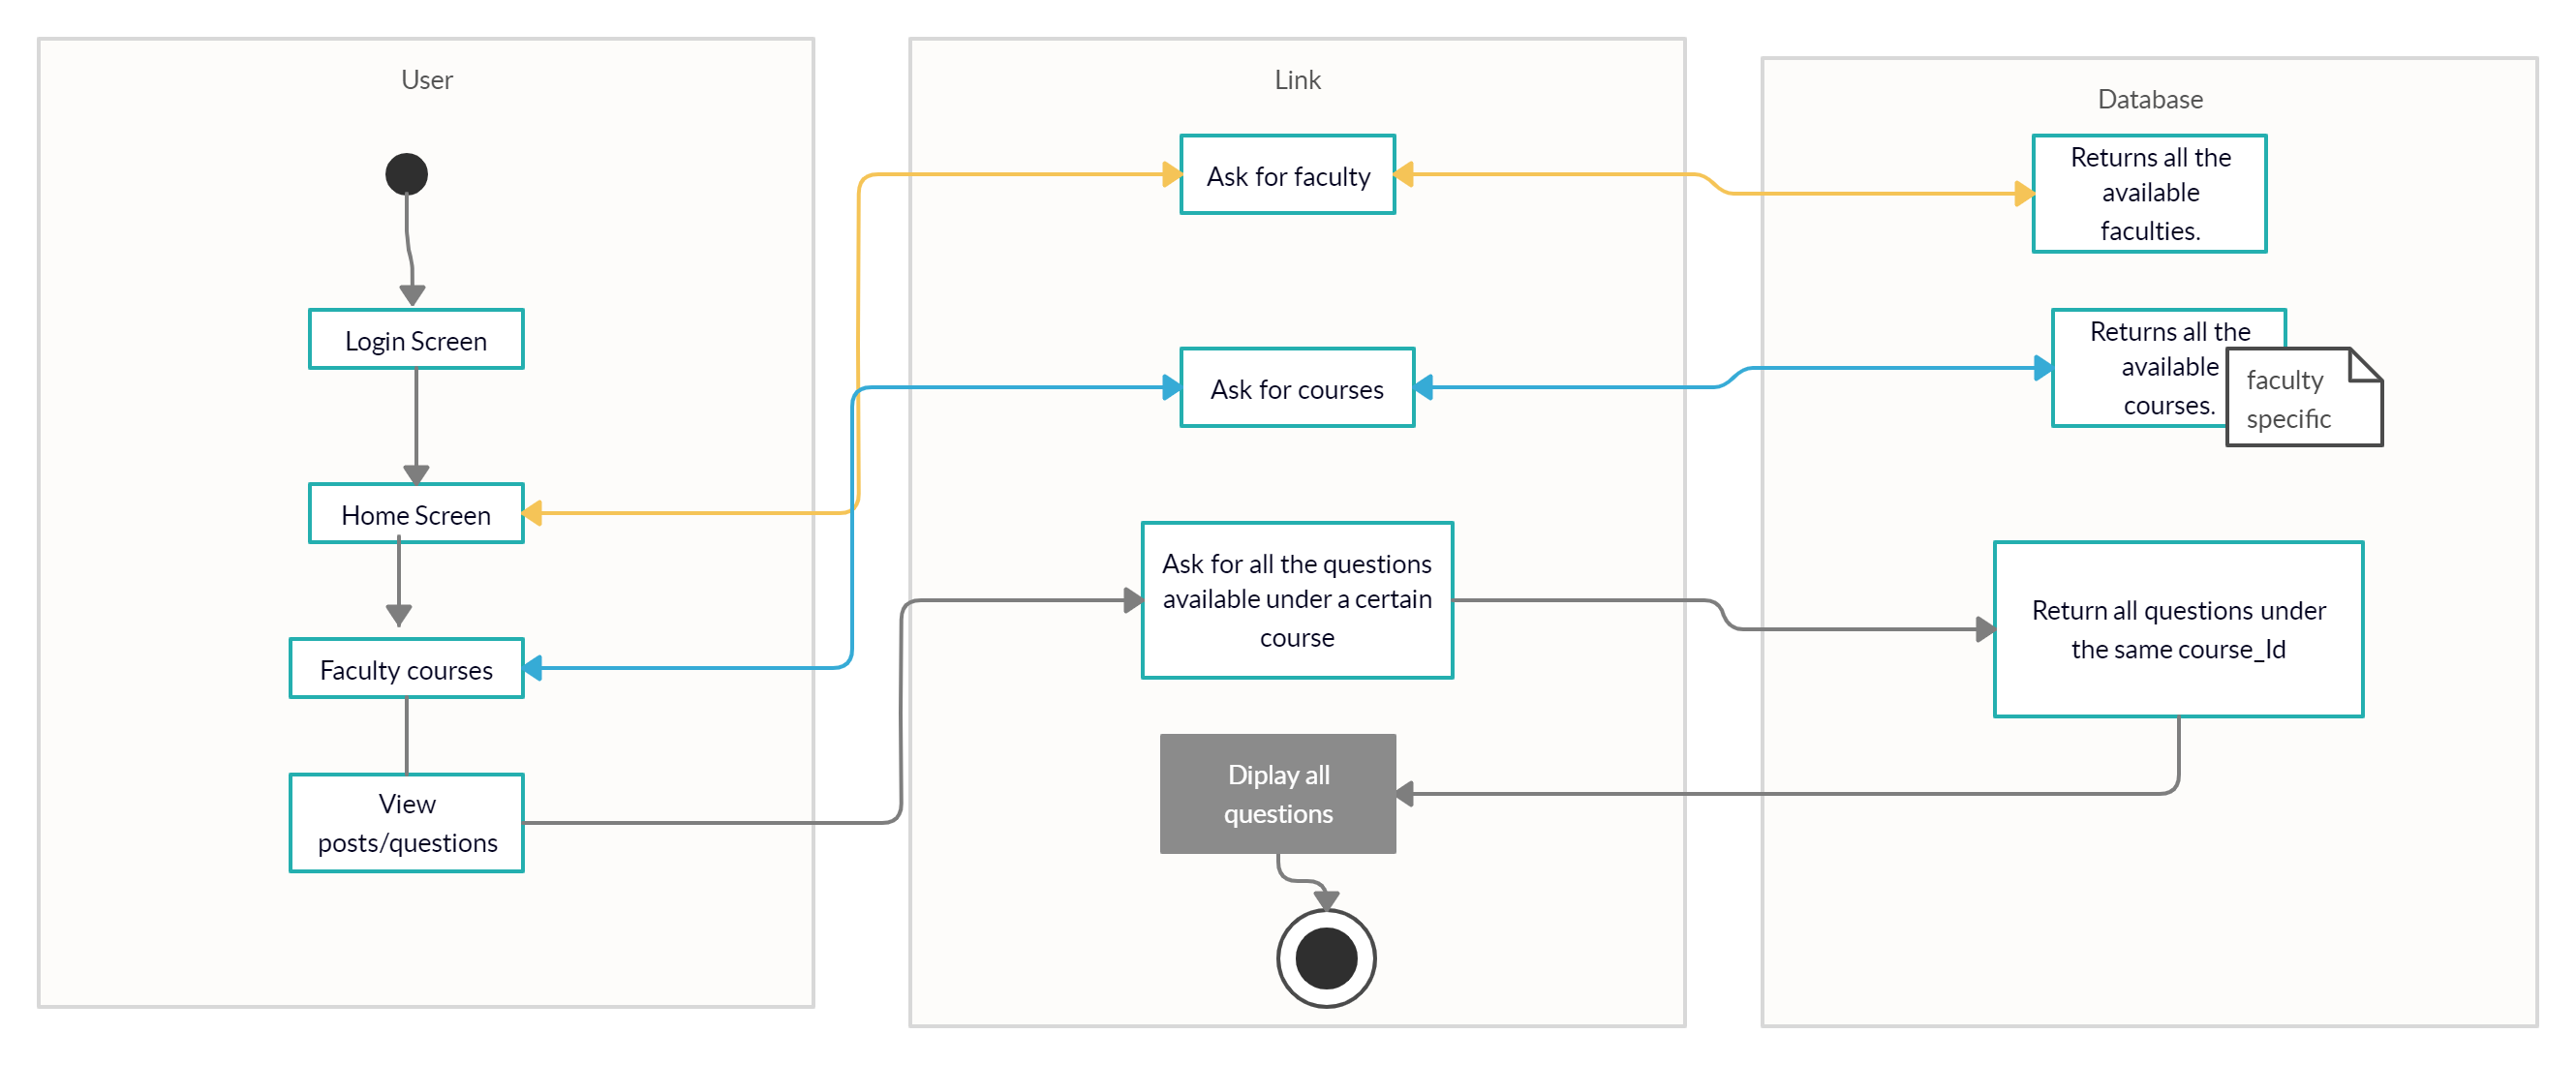 User
Login Screen
Home Screen
Faculty courses
View
posts/questions
Link
Ask for faculty
Ask for courses
Ask for all the questions
available under a certain
course
Diplay all
questions
Database
Returns all the
available
faculties.
Returns all the
available
courses.
faculty
specific
Return all questions under
the same course_Id